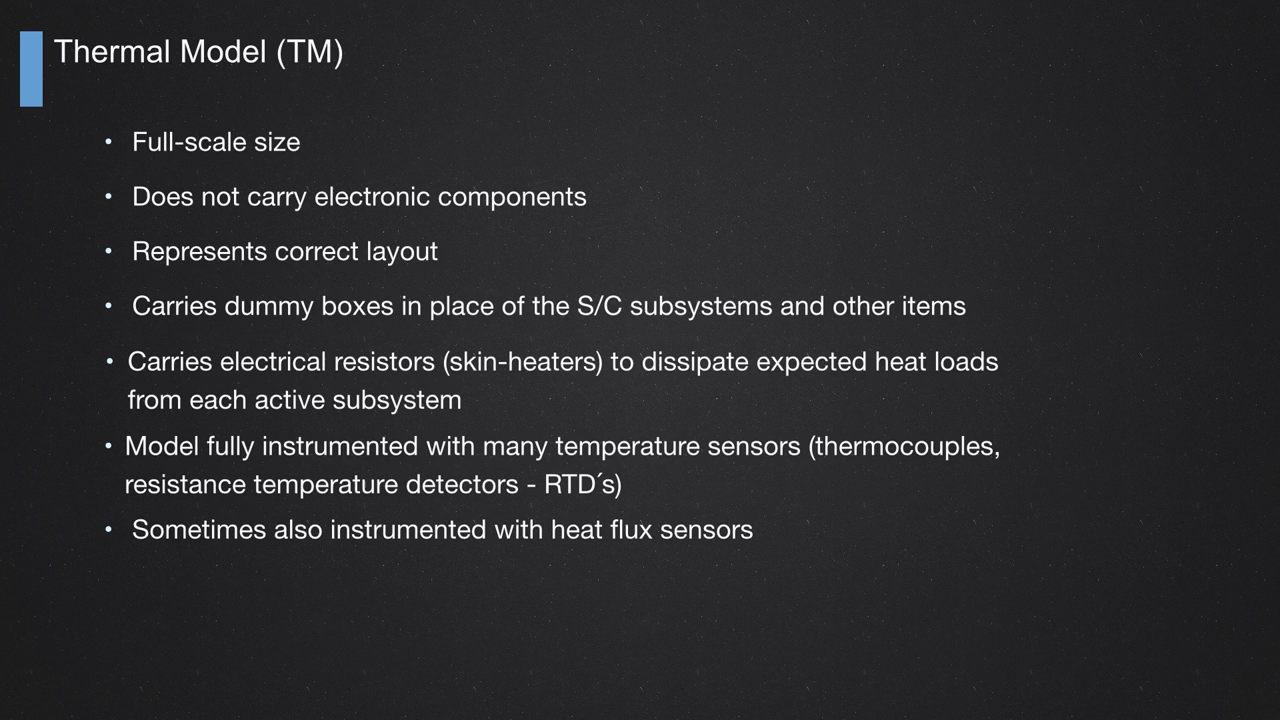 Thermal Model (TM)
• Full-scale size
• Does not carry electronic components
• Represents correct layout
• Carries dummy boxes in place of the S/C subsystems and other items
• Carries electrical resistors (skin-heaters) to dissipate expected heat loads
from each active subsystem
• Model fully instrumented with many temperature sensors (thermocouples,
resistance temperature detectors - RTD´s)
• Sometimes also instrumented with heat flux sensors